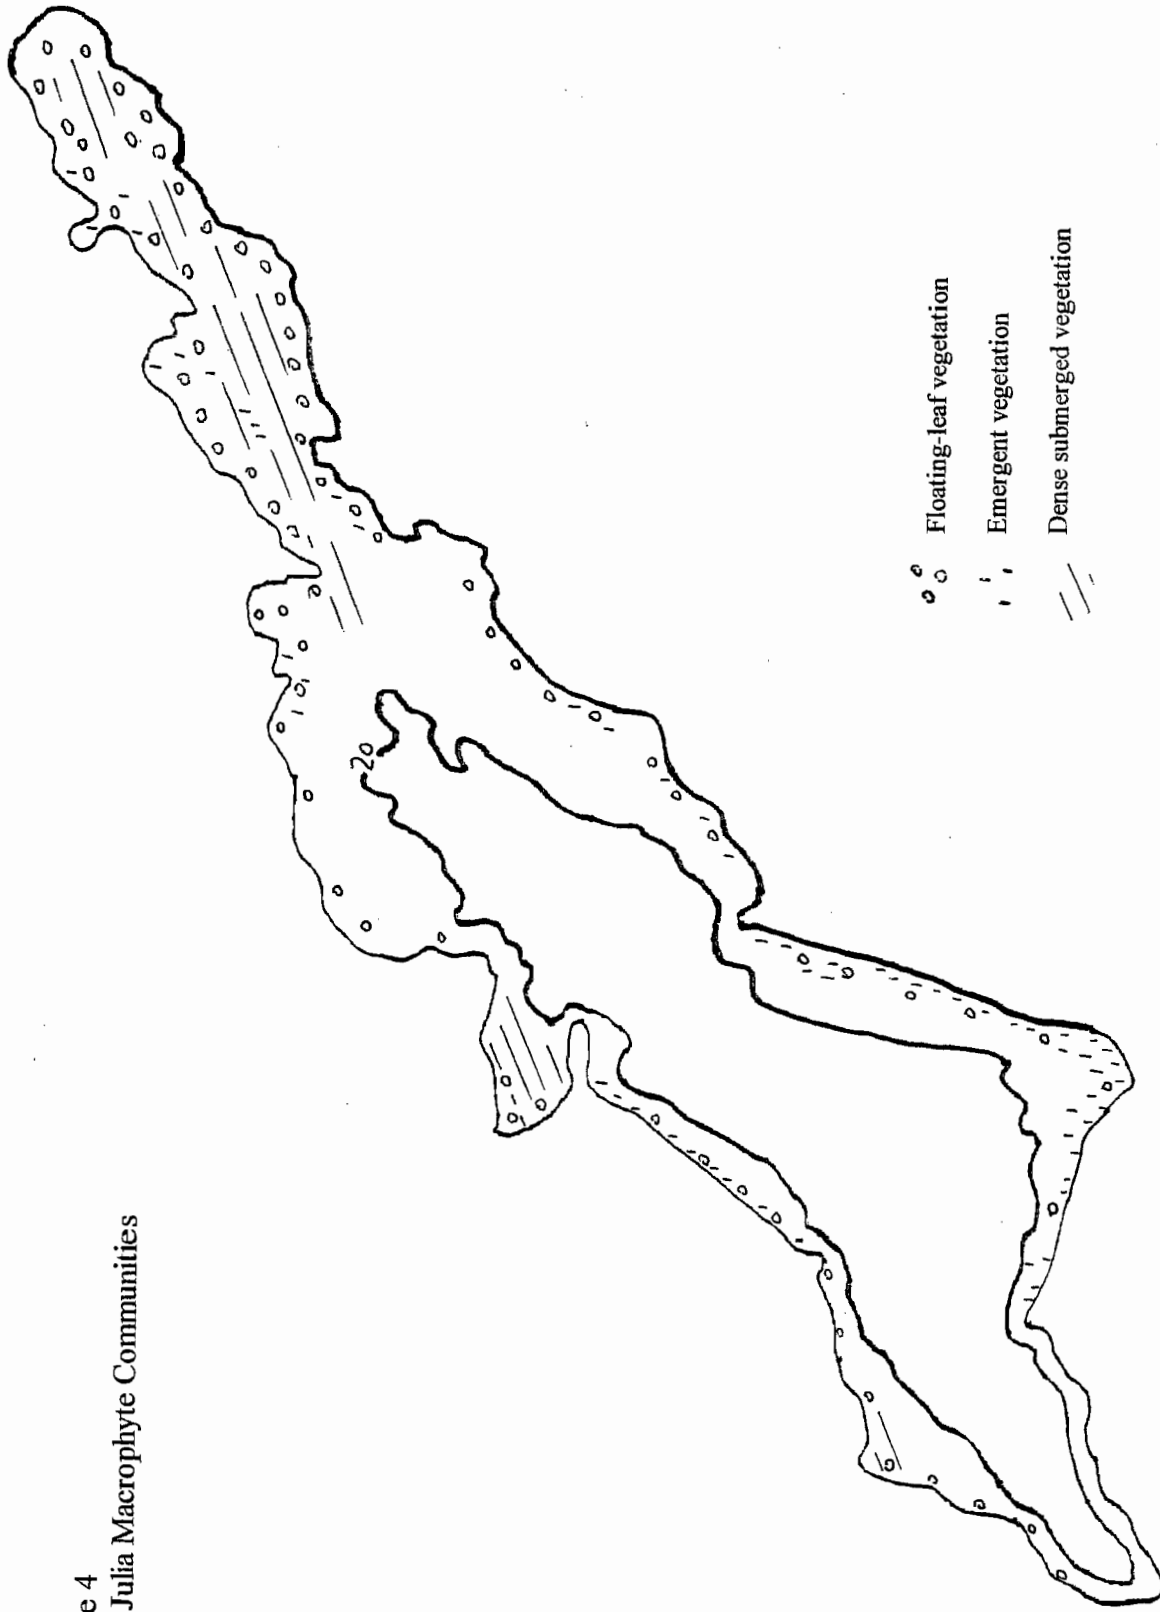 e 4
Julia Macrophyte Communities
20
Floating-leaf vegetation
Emergent vegetation
Dense submerged vegetation